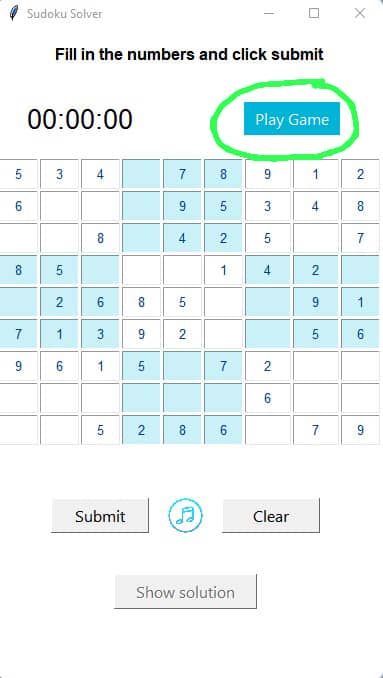 Sudoku Solver
Fill in the numbers and click submit
00:00:00 Play Game
5 3 4 7 8 9 1 2
6 9 5 3 4 8
8 4 2 5 7
8 5 1 4 2
2 6 8 5 9 1
7 1 3 9 2 5 6
9 6 1 5 7 2
6
5 2 8 6 7 9
Submit Clear
Show solution